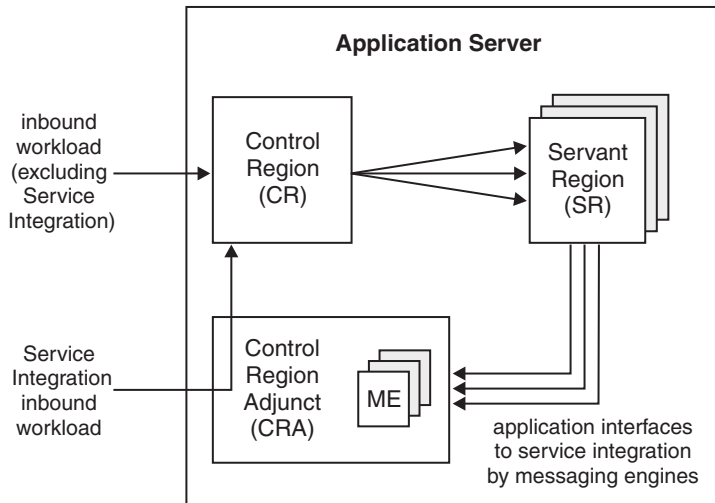 Application Server
inbound
workload
(excluding
Service
Integration)
Control
Region
(CR)
Servant
Region
(SR)
Service
Integration
inbound
workload
Control
Region
Adjunct
(CRA)
ME
application interfaces
to service integration
by messaging engines